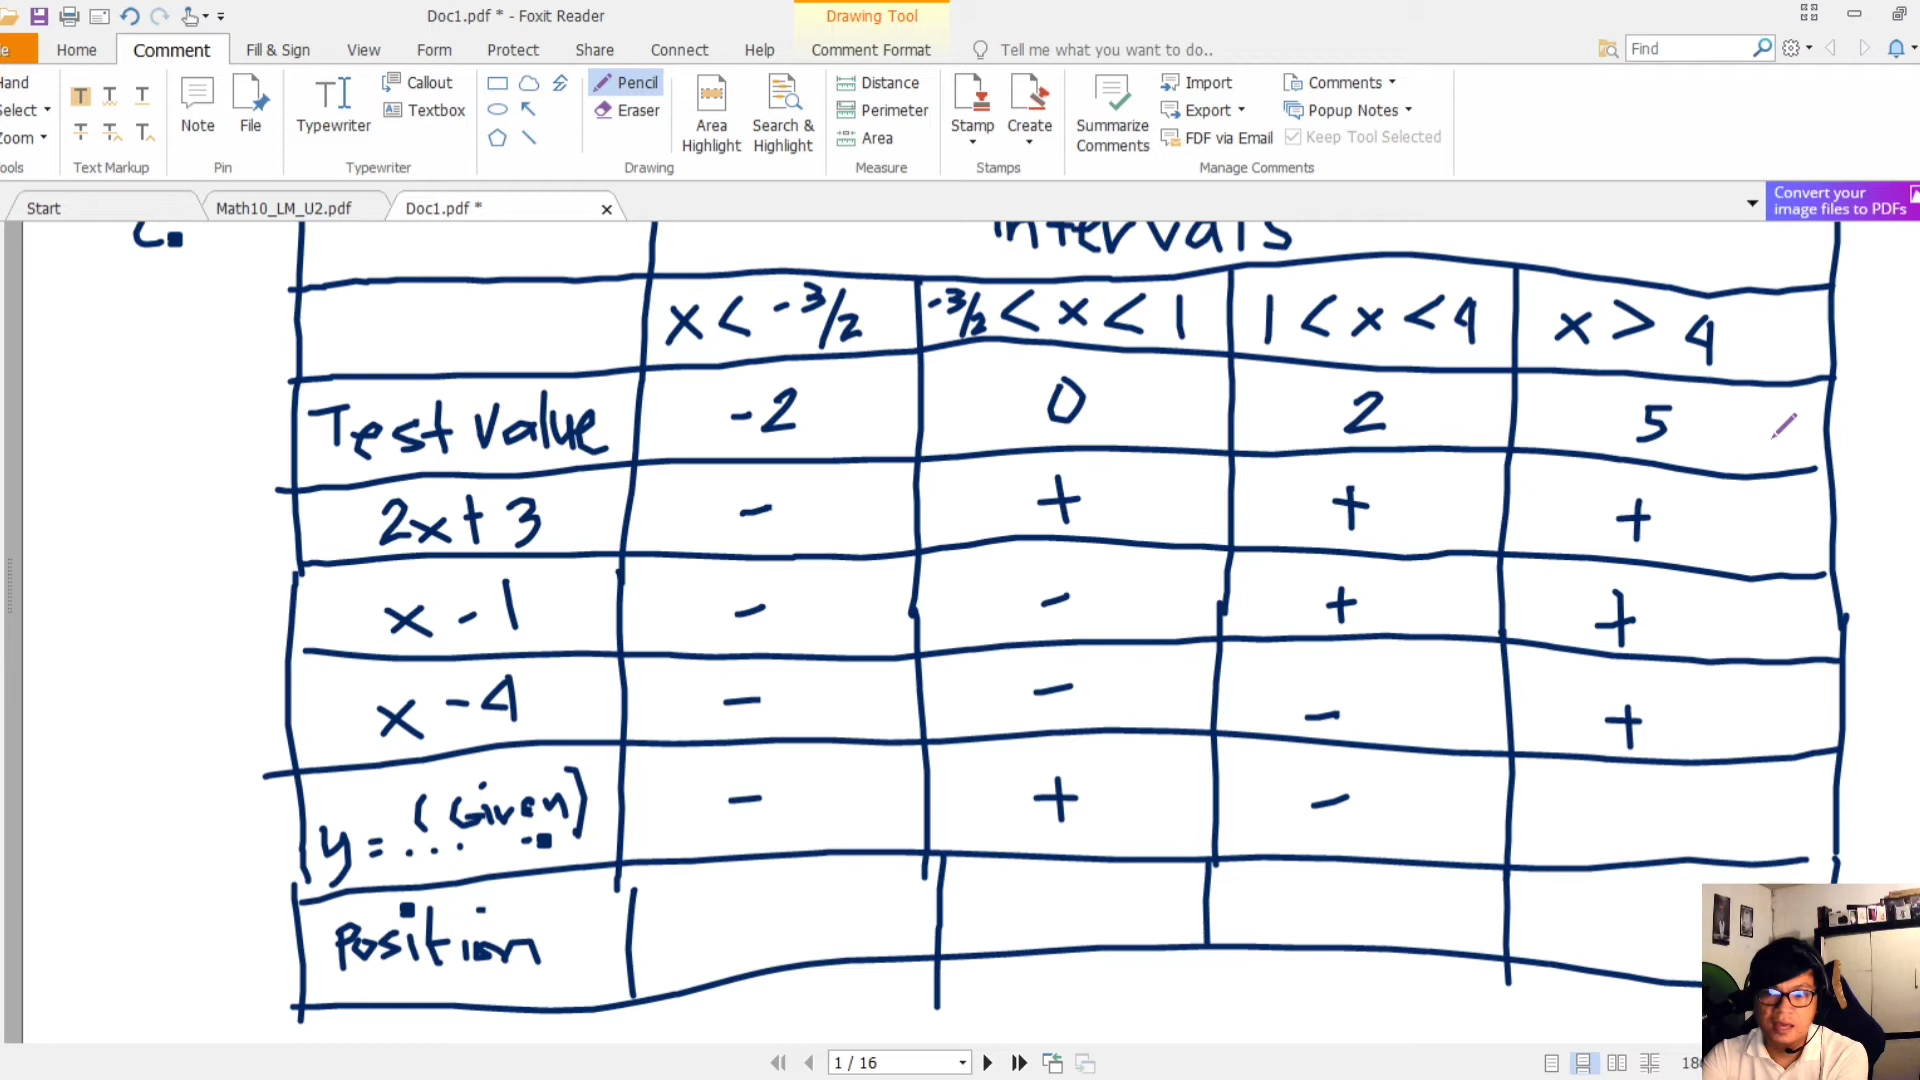 Doc1.pdf * - Foxit Reader
Drawing Tool
Home Comment Fill & Sign View Form Protect Share Connect Help Comment Format Tell me what you want to do.. Find
Callout
Textbox
Typewriter
Typewriter
Note File
Pin
Text Markup
Pencil
Eraser
Area Highlight
Search & Highlight
Drawing
Distance
Perimeter
Area
Measure
Stamp Create
Stamps
Summarize Comments
Import
Export
FDF via Email
Comments
Popup Notes
Keep Tool Selected
Manage Comments
Start Math10_LM_U2.pdf Doc1.pdf *
Convert your
image files to PDFs
c. Intervals
x < -3/2 -3/2 < x < 1 1 < x < 4 x > 4
Test Value -2 0 2 5
2x + 3 - + + +
x - 1 - - + +
x - 4 - - - +
y = ... (Given) - + -
Position
1 / 16